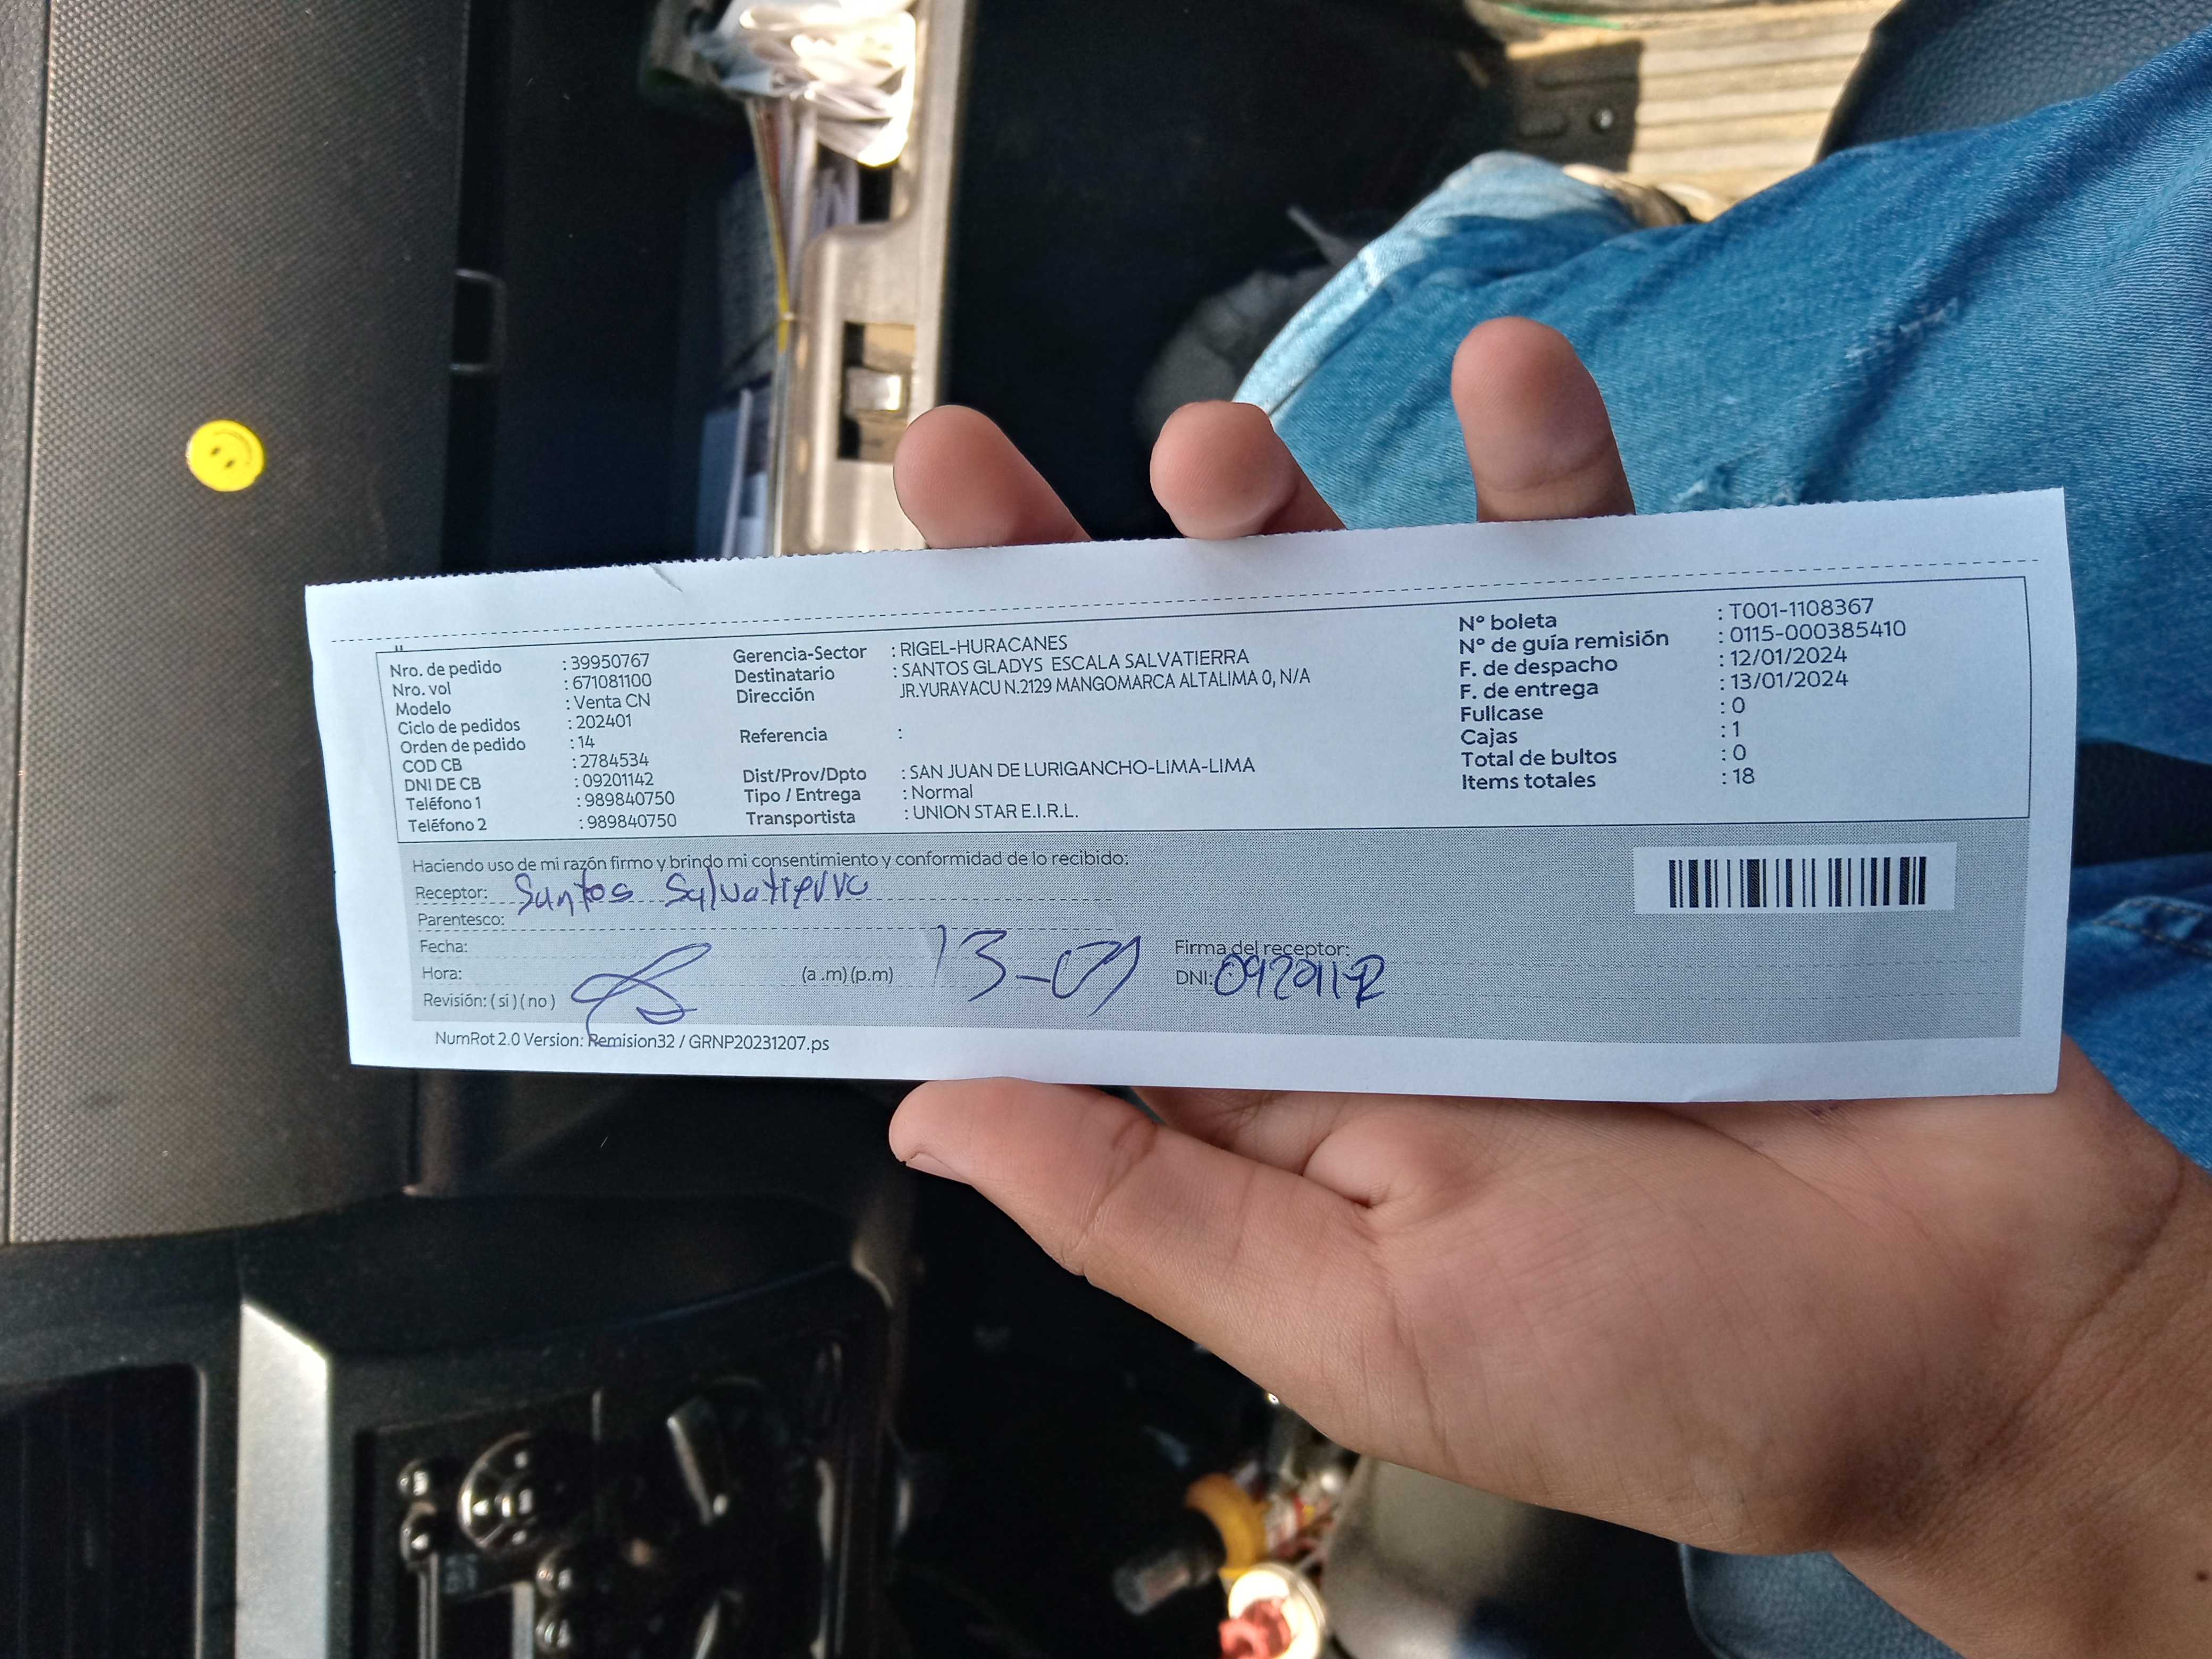 Nro. de pedido : 39950767
Nro. vol : 671081100
Modelo : Venta CN
Ciclo de pedidos : 202401
Orden de pedido : 14
COD CB : 2784534
DNI DE CB : 09201142
Teléfono 1 : 989840750
Teléfono 2 : 989840750
Gerencia-Sector : RIGEL-HURACANES
Destinatario : SANTOS GLADYS ESCALA SALVATIERRA
Dirección JR.YURAYACU N.2129 MANGOMARCA ALTALIMA 0, N/A
Referencia :
Dist/Prov/Dpto : SAN JUAN DE LURIGANCHO-LIMA-LIMA
Tipo / Entrega : Normal
Transportista : UNION STAR E.I.R.L.
Nº boleta : T001-1108367
Nº de guía remisión : 0115-000385410
F. de despacho : 12/01/2024
F. de entrega : 13/01/2024
Fullcase : 0
Cajas : 1
Total de bultos : 0
Items totales : 18
Haciendo uso de mi razón firmo y brindo mi consentimiento y conformidad de lo recibido:
Receptor: Santos Salvatierra
Parentesco:
Fecha: 13-01
Hora: (a .m) (p.m)
Revisión: ( si ) ( no )
Firma del receptor:
DNI: 09201142
NumRot 2.0 Version: Remision32 / GRNP20231207.ps